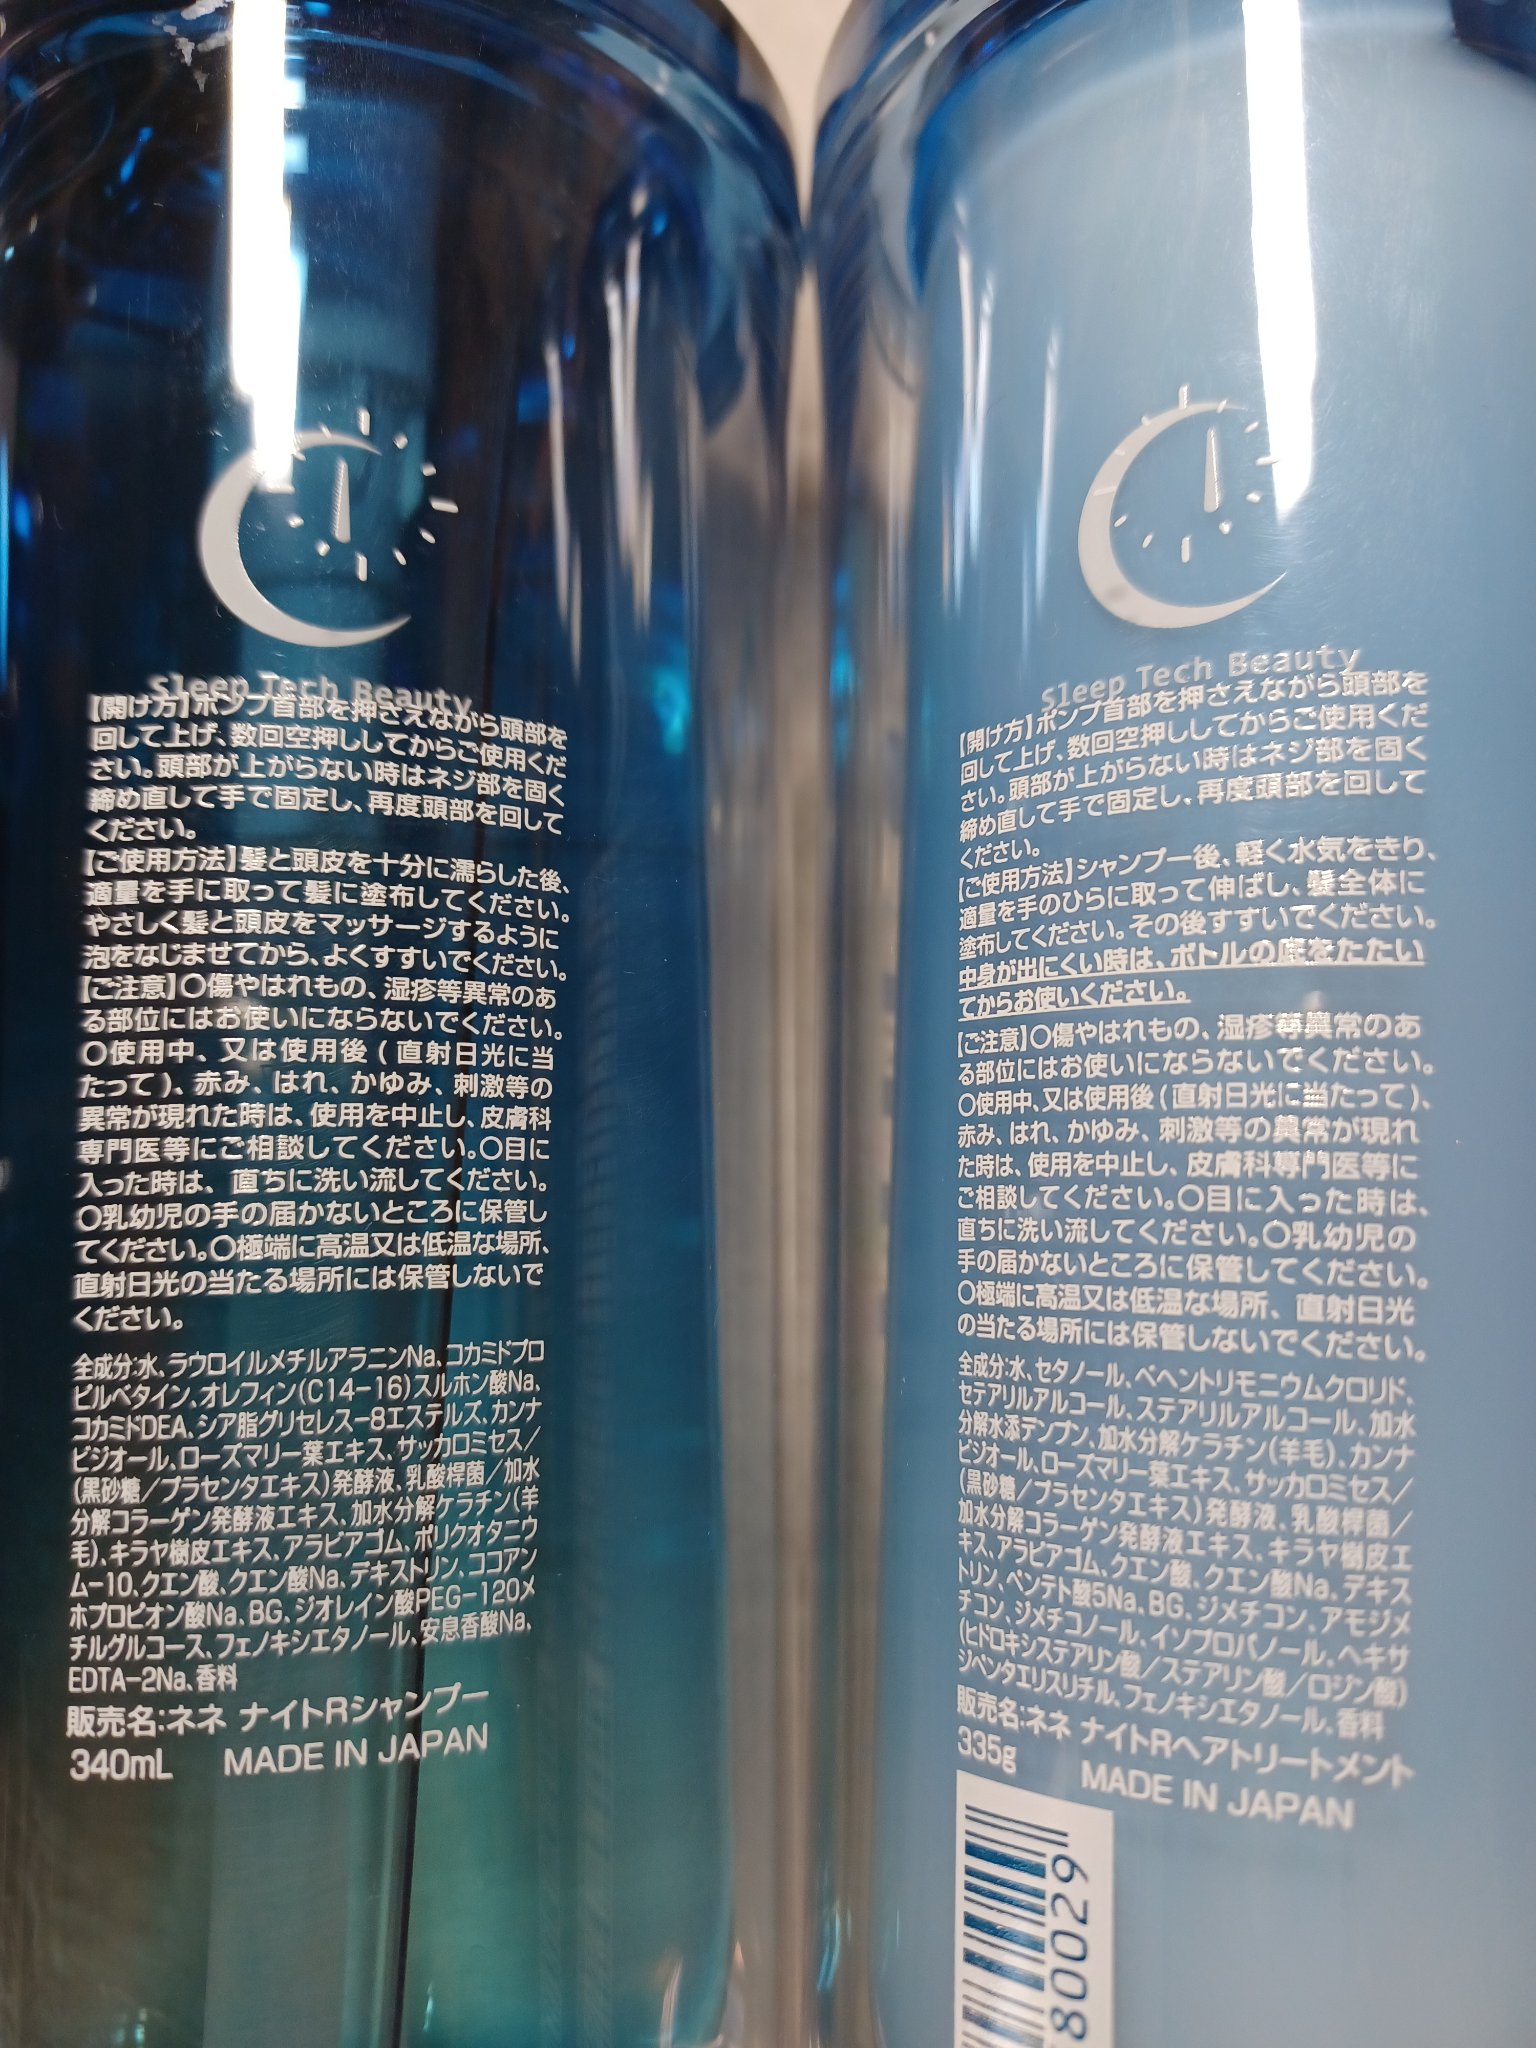 Sleep Tech Beauty
【開け方】ポンプ首部を押さえながら頭部を
回して上げ、数回空押ししてからご使用くだ
さい。頭部が上がらない時はネジ部を固く
締め直して手で固定し、再度頭部を回して
ください。
【ご使用方法】髪と頭皮を十分に濡らした後、
適量を手に取って髪に塗布してください。
やさしく髪と頭皮をマッサージするように
泡をなじませてから、よくすすいでください。
【ご注意】○傷やはれもの、湿疹等異常のあ
る部位にはお使いにならないでください。
○使用中、又は使用後(直射日光に当
たって)、赤み、はれ、かゆみ、刺激等の
異常が現れた時は、使用を中止し、皮膚科
専門医等にご相談してください。○目に
入った時は、直ちに洗い流してください。
○乳幼児の手の届かないところに保管し
てください。○極端に高温又は低温な場所、
直射日光の当たる場所には保管しないで
ください。
全成分:水、ラウロイルメチルアラニンNa、コカミドプロ
ピルベタイン、オレフィン(C14-16)スルホン酸Na、
コカミドDEA、シア脂グリセレス-8エステルズ、カンナ
ビジオール、ローズマリー葉エキス、サッカロミセス/
(黒砂糖/プラセンタエキス)発酵液、乳酸桿菌/加水
分解コラーゲン発酵液エキス、加水分解ケラチン(羊
毛)、キラヤ樹皮エキス、アラビアゴム、ポリクオタニウ
ム-10、クエン酸、クエン酸Na、デキストリン、ココアン
ホプロピオン酸Na、BG、ジオレイン酸PEG-120メ
チルグルコース、フェノキシエタノール、安息香酸Na、
EDTA-2Na、香料
販売名:ネネ ナイトRシャンプー
340mL MADE IN JAPAN
Sleep Tech Beauty
【開け方】ポンプ首部を押さえながら頭部を
回して上げ、数回空押ししてからご使用くだ
さい。頭部が上がらない時はネジ部を固く
締め直して手で固定し、再度頭部を回して
ください。
【ご使用方法】シャンプー後、軽く水気をきり、
適量を手のひらに取って伸ばし、髪全体に
塗布してください。その後すすいでください。
中身が出にくい時は、ボトルの底をたたい
てからお使いください。
【ご注意】○傷やはれもの、湿疹等異常のあ
る部位にはお使いにならないでください。
○使用中、又は使用後(直射日光に当たって)、
赤み、はれ、かゆみ、刺激等の異常が現れ
た時は、使用を中止し、皮膚科専門医等に
ご相談してください。○目に入った時は、
直ちに洗い流してください。○乳幼児の
手の届かないところに保管してください。
○極端に高温又は低温な場所、直射日光
の当たる場所には保管しないでください。
全成分:水、セタノール、ベヘントリモニウムクロリド、
セテアリルアルコール、ステアリルアルコール、加水
分解水添デンプン、加水分解ケラチン(羊毛)、カンナ
ビジオール、ローズマリー葉エキス、サッカロミセス/
(黒砂糖/プラセンタエキス)発酵液、乳酸桿菌/
加水分解コラーゲン発酵液エキス、キラヤ樹皮エ
キス、アラビアゴム、クエン酸、クエン酸Na、デキス
トリン、ペンテト酸5Na、BG、ジメチコン、アモジメ
チコン、ジメチコノール、イソプロパノール、ヘキサ
(ヒドロキシステアリン酸/ステアリン酸/ロジン酸)
ジペンタエリスリチル、フェノキシエタノール、香料
販売名:ネネ ナイトRヘアトリートメント
335g MADE IN JAPAN
80029